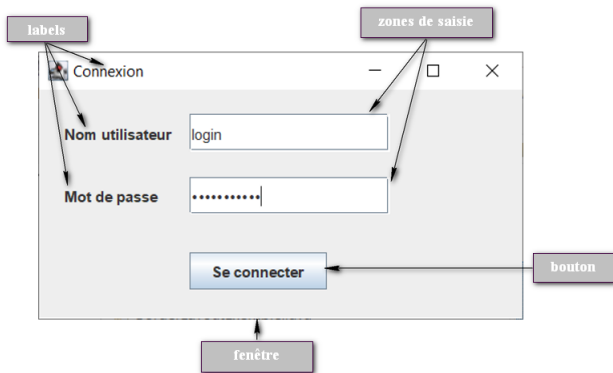 labels
zones de saisie
Connexion
Nom utilisateur
login
Mot de passe
•••••••••••
Se connecter
bouton
fenêtre